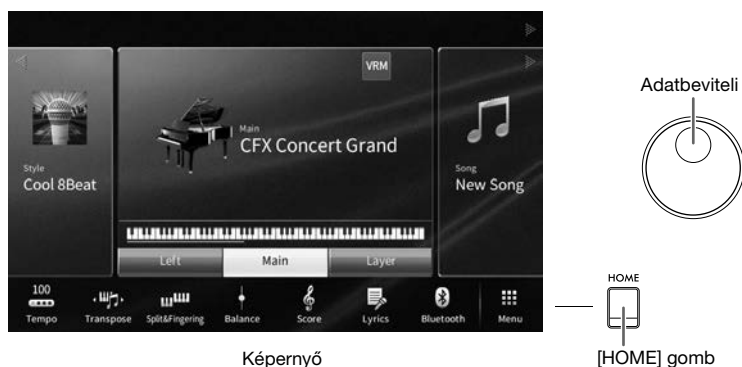 VRM
Adatbeviteli
Main
CFX Concert Grand
Style
Cool 8Beat
Song
New Song
Left
Main
Layer
HOME
100
Tempo
Transpose
Split&Fingering
Balance
Score
Lyrics
Bluetooth
Menu
Képernyő
[HOME] gomb